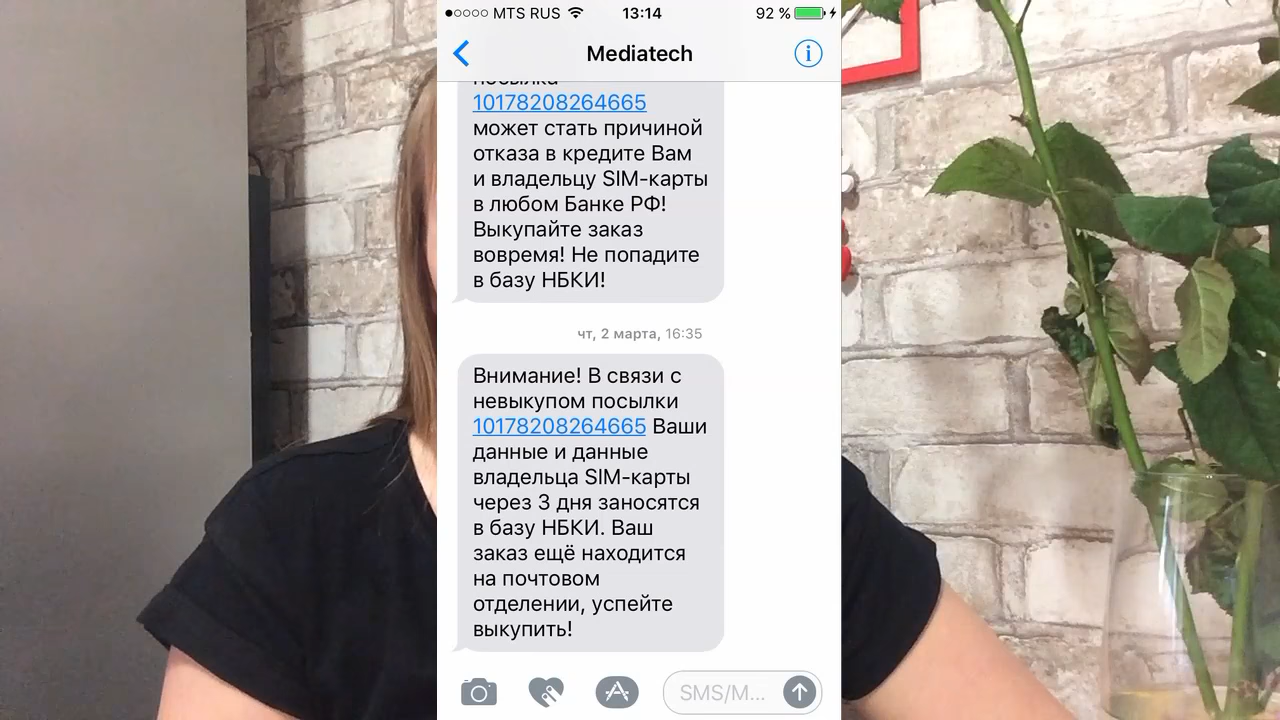 MTS RUS 13:14 92 %
Mediatech
посылка
10178208264665
может стать причиной
отказа в кредите Вам
и владельцу SIM-карты
в любом Банке РФ!
Выкупайте заказ
вовремя! Не попадите
в базу НБКИ!
чт, 2 марта, 16:35
Внимание! В связи с
невыкупом посылки
10178208264665 Ваши
данные и данные
владельца SIM-карты
через 3 дня заносятся
в базу НБКИ. Ваш
заказ ещё находится
на почтовом
отделении, успейте
выкупить!
SMS/M...